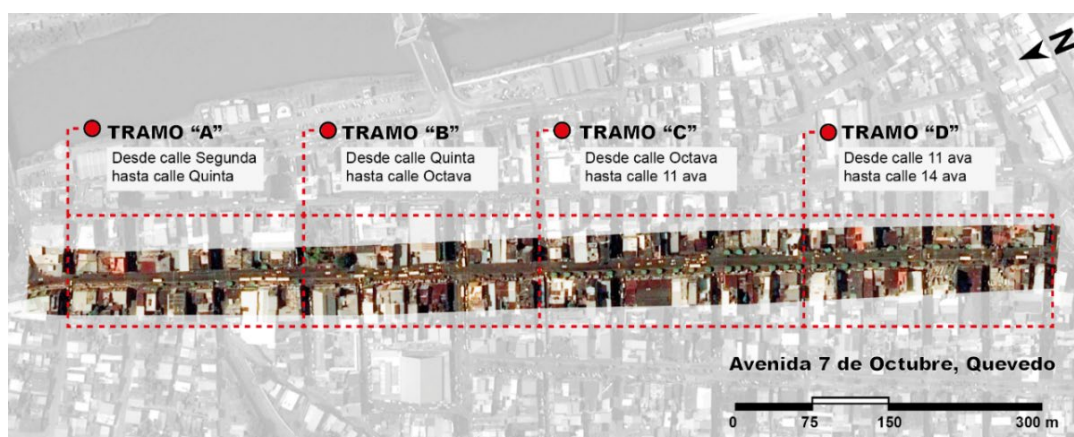 N
TRAMO "A"
Desde calle Segunda
hasta calle Quinta
TRAMO "B"
Desde calle Quinta
hasta calle Octava
TRAMO "C"
Desde calle Octava
hasta calle 11 ava
TRAMO "D"
Desde calle 11 ava
hasta calle 14 ava
Avenida 7 de Octubre, Quevedo
0 75 150 300 m